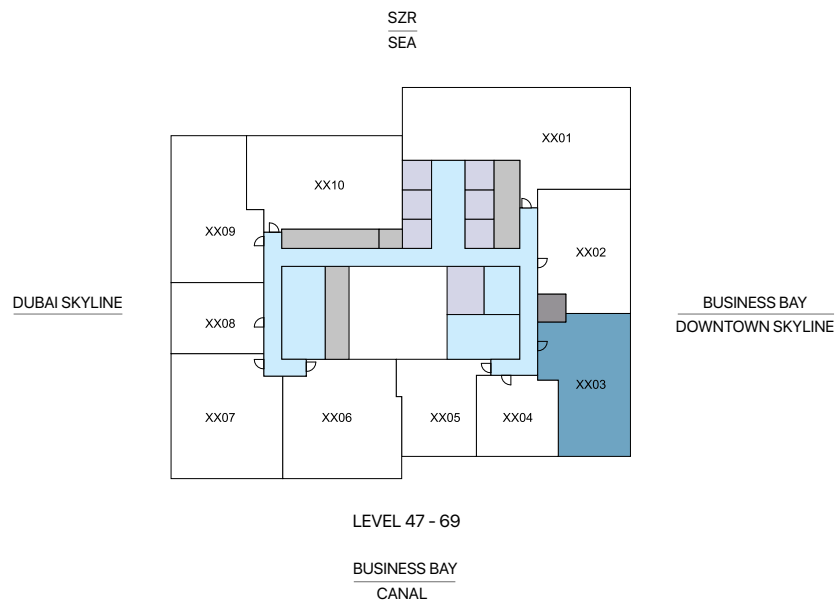 SZR
SEA
XX01
XX10
XX09
XX02
DUBAI SKYLINE
BUSINESS BAY
DOWNTOWN SKYLINE
XX08
XX03
XX07
XX06
XX05
XX04
LEVEL 47 - 69
BUSINESS BAY
CANAL